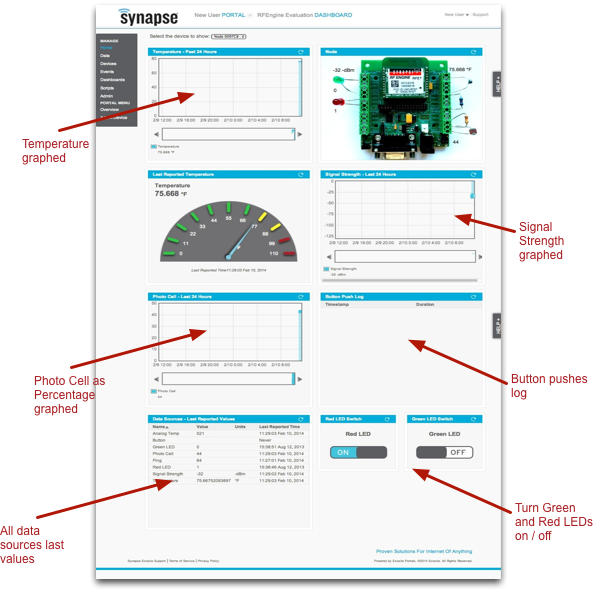 synapse
New User PORTAL RFEngine Evaluation DASHBOARD
New User Support
Select the device to show:
MANAGE
Home
Data
Devices
Events
Dashboards
Scripts
Admin
PORTAL MENU
Overview
Temperature - Past 24 Hours
80
60
40
20
0
2/9 12:00 2/9 16:00 2/9 20:00 2/10 0:00 2/10 4:00 2/10 8:00
Temperature
75.668 °F
Node
-32 -dBm
75.668 °F
RF ENGINE
0
1
44
HELP
Temperature graphed
Last Reported Temperature
Temperature
75.668 °F
0 11 22 33 44 55 66 77 88 99 110
Last Reported Time11:29:03 Feb 10, 2014
Signal Strength - Last 24 Hours
0
-25
-50
-75
-100
-125
2/9 12:00 2/9 16:00 2/9 20:00 2/10 0:00 2/10 4:00 2/10 8:00
Signal Strength
-32 -dBm
Signal
Strength
graphed
Photo Cell - Last 24 Hours
50
40
30
20
10
0
2/9 12:00 2/9 16:00 2/9 20:00 2/10 0:00 2/10 4:00 2/10 8:00
Photo Cell
44
Photo Cell as
Percentage
graphed
Button Push Log
Timestamp Duration
HELP
Button pushes
log
Data Sources - Last Reported Values
Name Value Units Last Reported Time
Analog Temp 521 11:29:03 Feb 10, 2014
Button Never
Green LED 0 15:38:51 Aug 12, 2013
Photo Cell 44 11:29:03 Feb 10, 2014
Ping 64 11:27:01 Feb 10, 2014
Red LED 1 15:38:46 Aug 12, 2013
Signal Strength -32 -dBm 11:29:02 Feb 10, 2014
75.66752083697 °F 11:29:03 Feb 10, 2014
All data
sources last
values
Red LED Switch
Red LED
ON
Green LED Switch
Green LED
OFF
Turn Green
and Red LEDs
on / off
Proven Solutions For Internet Of Anything
Synapse Exosite Support | Terms of Service | Privacy Policy
Powered by Exosite Portals. ©2014 Exosite. All Rights Reserved.